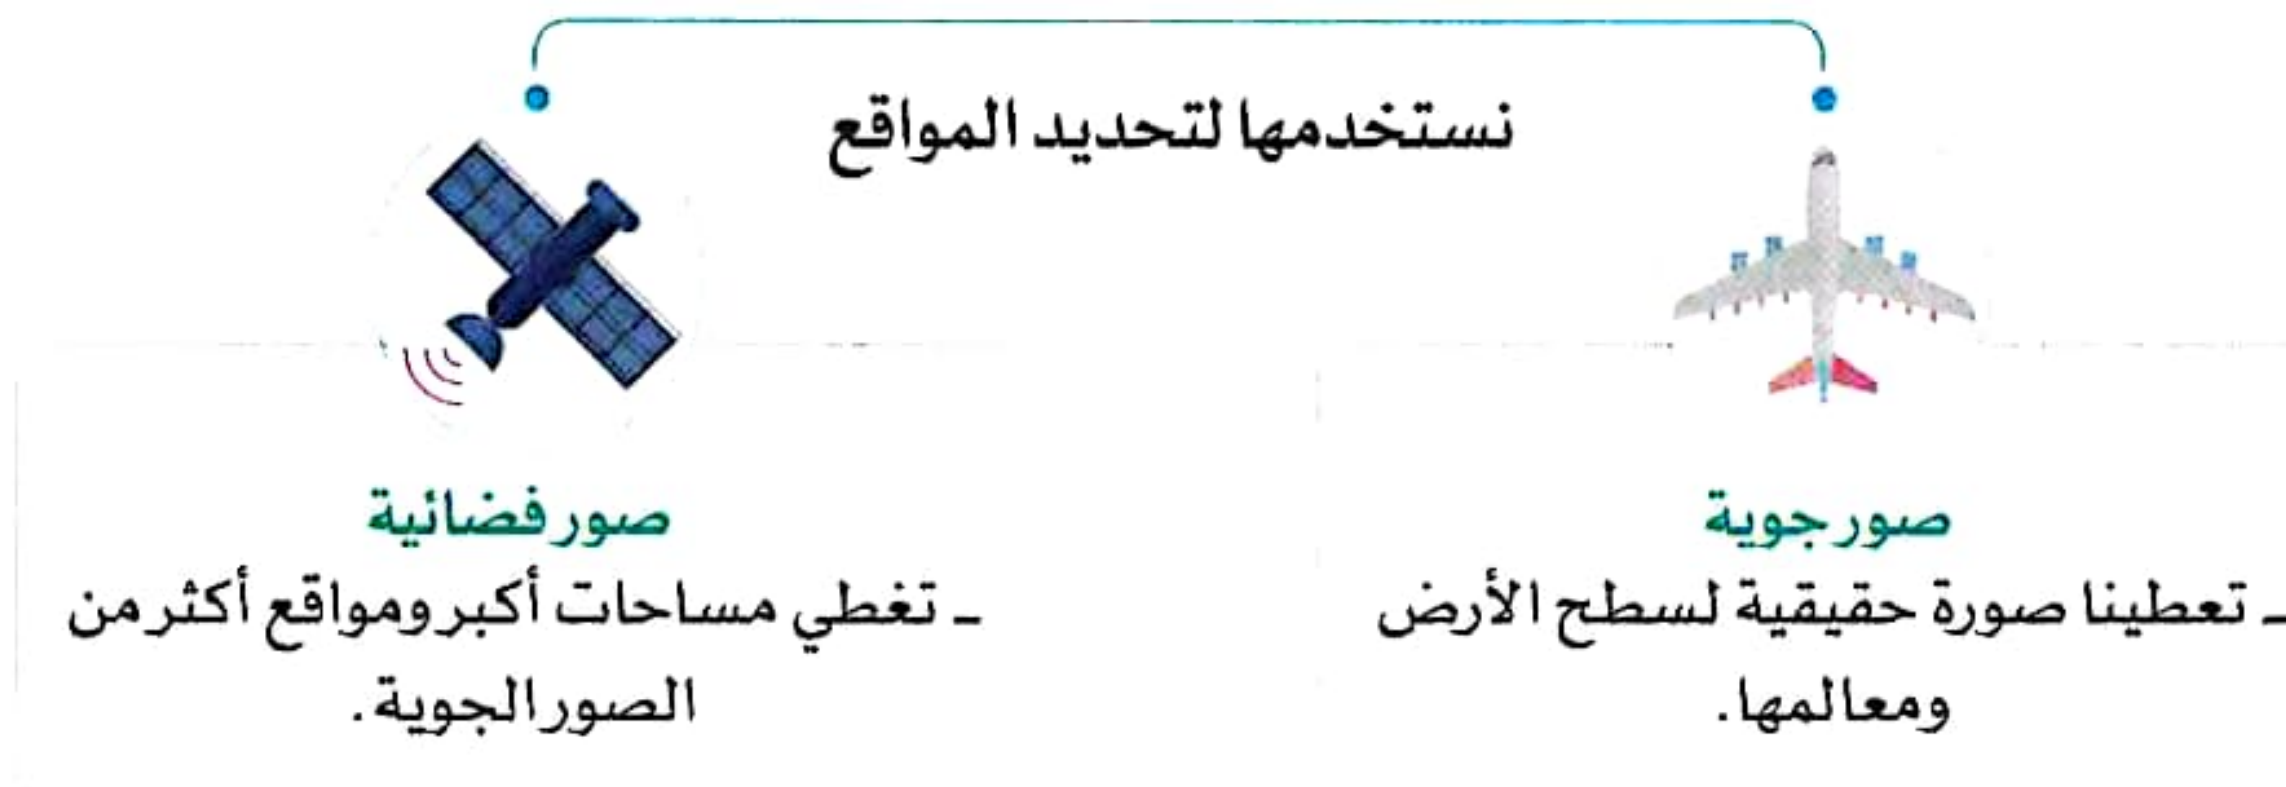 نستخدمها لتحديد المواقع
صور جوية
ـ تعطينا صورة حقيقية لسطح الأرض
ومعالمها.
صور فضائية
ـ تغطي مساحات أكبر ومواقع أكثر من
الصور الجوية.